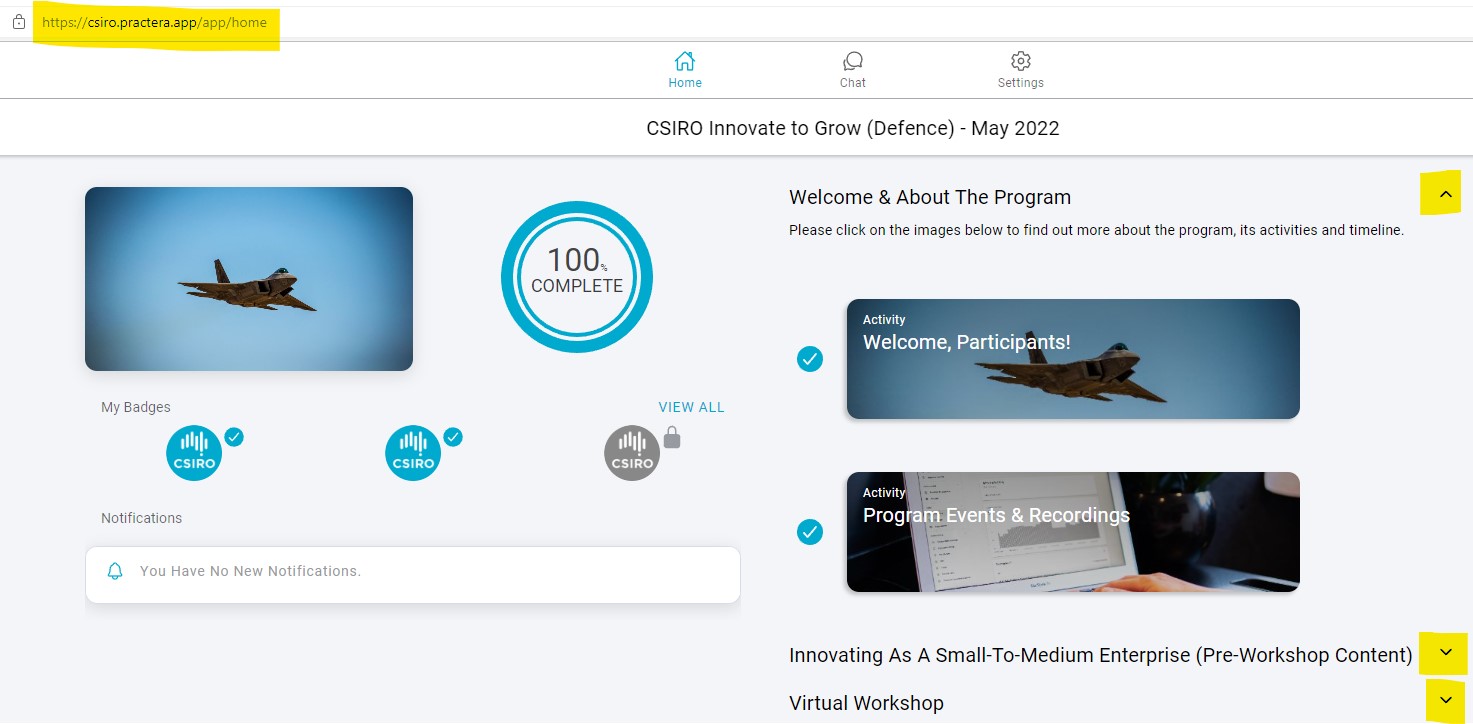 https://csiro.practera.app/app/home
Home
Chat
Settings
CSIRO Innovate to Grow (Defence) - May 2022
100%
COMPLETE
My Badges
VIEW ALL
CSIRO
CSIRO
CSIRO
Notifications
You Have No New Notifications.
Welcome & About The Program
Please click on the images below to find out more about the program, its activities and timeline.
Activity
Welcome, Participants!
Activity
Program Events & Recordings
Innovating As A Small-To-Medium Enterprise (Pre-Workshop Content)
Virtual Workshop